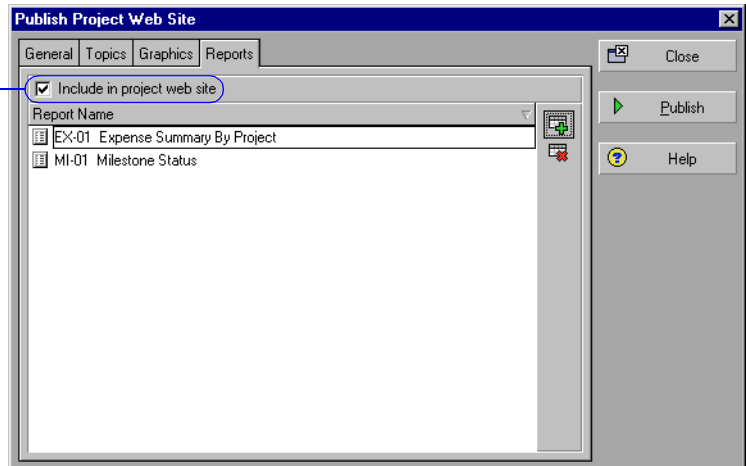 Publish Project Web Site
General Topics Graphics Reports
Close
Include in project web site
Report Name
Publish
EX-01 Expense Summary By Project
MI-01 Milestone Status
Help